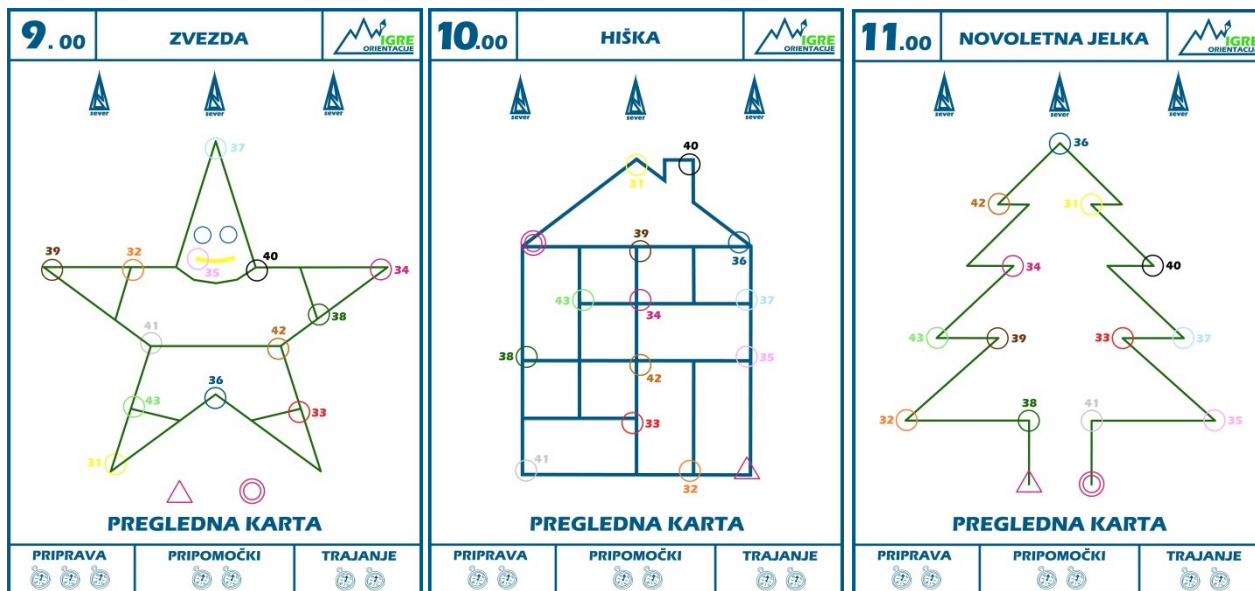 9.00
ZVEZDA
IGRE
ORIENTACIJE
sever
sever
sever
37
39
32
35
40
34
38
41
42
36
43
33
31
PREGLEDNA KARTA
PRIPRAVA
PRIPOMOČKI
TRAJANJE
10.00
HIŠKA
IGRE
ORIENTACIJE
sever
sever
sever
40
31
39
36
43
34
37
38
42
35
33
41
32
PREGLEDNA KARTA
PRIPRAVA
PRIPOMOČKI
TRAJANJE
11.00
NOVOLETNA JELKA
IGRE
ORIENTACIJE
sever
sever
sever
36
42
31
34
40
43
39
33
37
32
38
41
35
PREGLEDNA KARTA
PRIPRAVA
PRIPOMOČKI
TRAJANJE